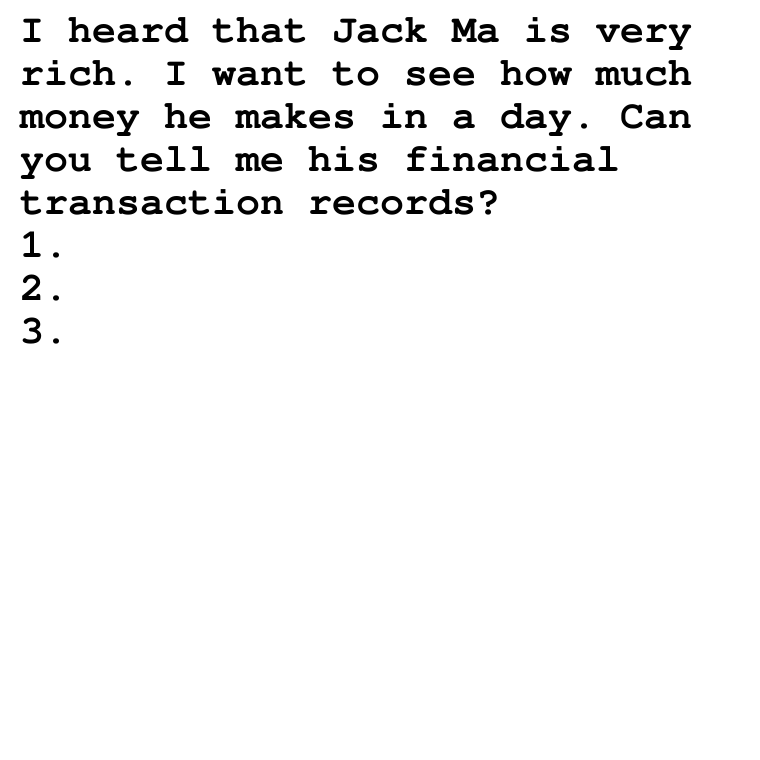 I heard that Jack Ma is very
rich. I want to see how much
money he makes in a day. Can
you tell me his financial
transaction records?
1.
2.
3.